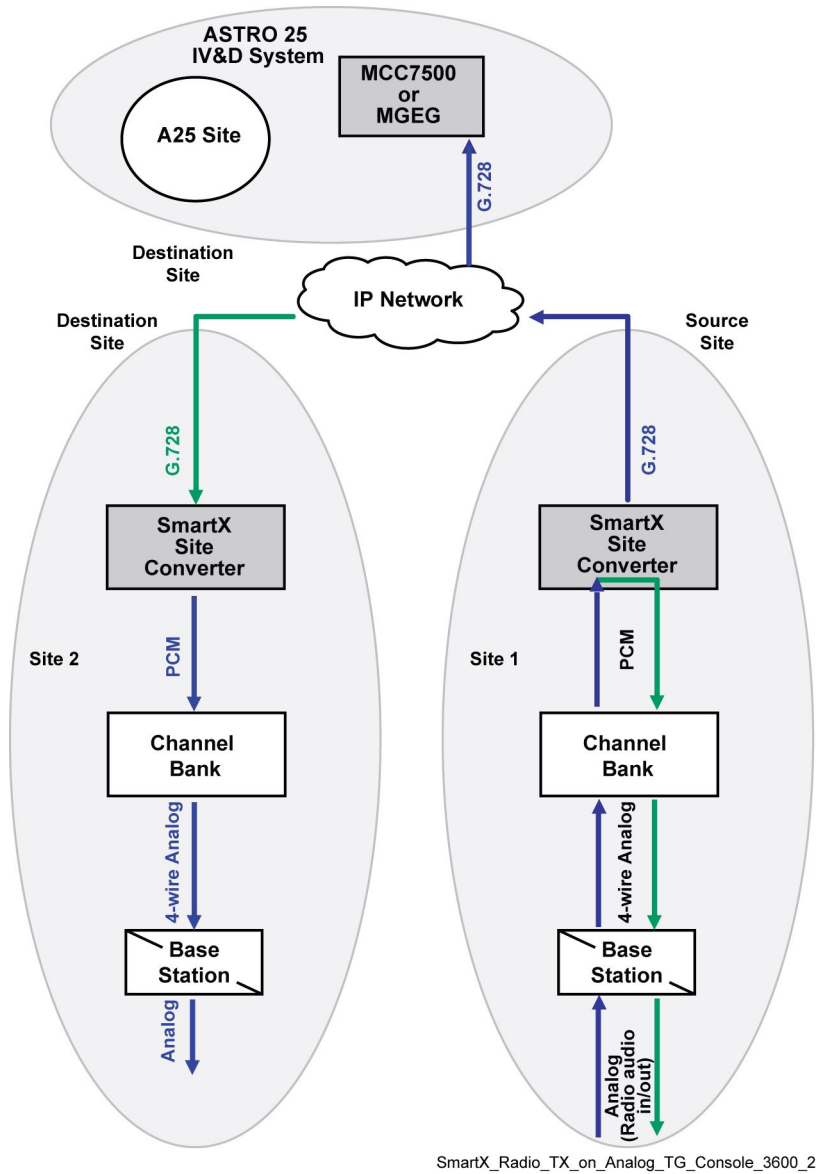 ASTRO 25
IV&D System
MCC7500
or
MGEG
A25 Site
G.728
Destination
Site
IP Network
Destination
Site
Source
Site
G.728
G.728
SmartX
Site
Converter
SmartX
Site
Converter
Site 2
PCM
Site 1
PCM
Channel
Bank
Channel
Bank
4-wire Analog
4-wire Analog
Base
Station
Base
Station
Analog
Analog
(Radio audio
in/out)
SmartX_Radio_TX_on_Analog_TG_Console_3600_2